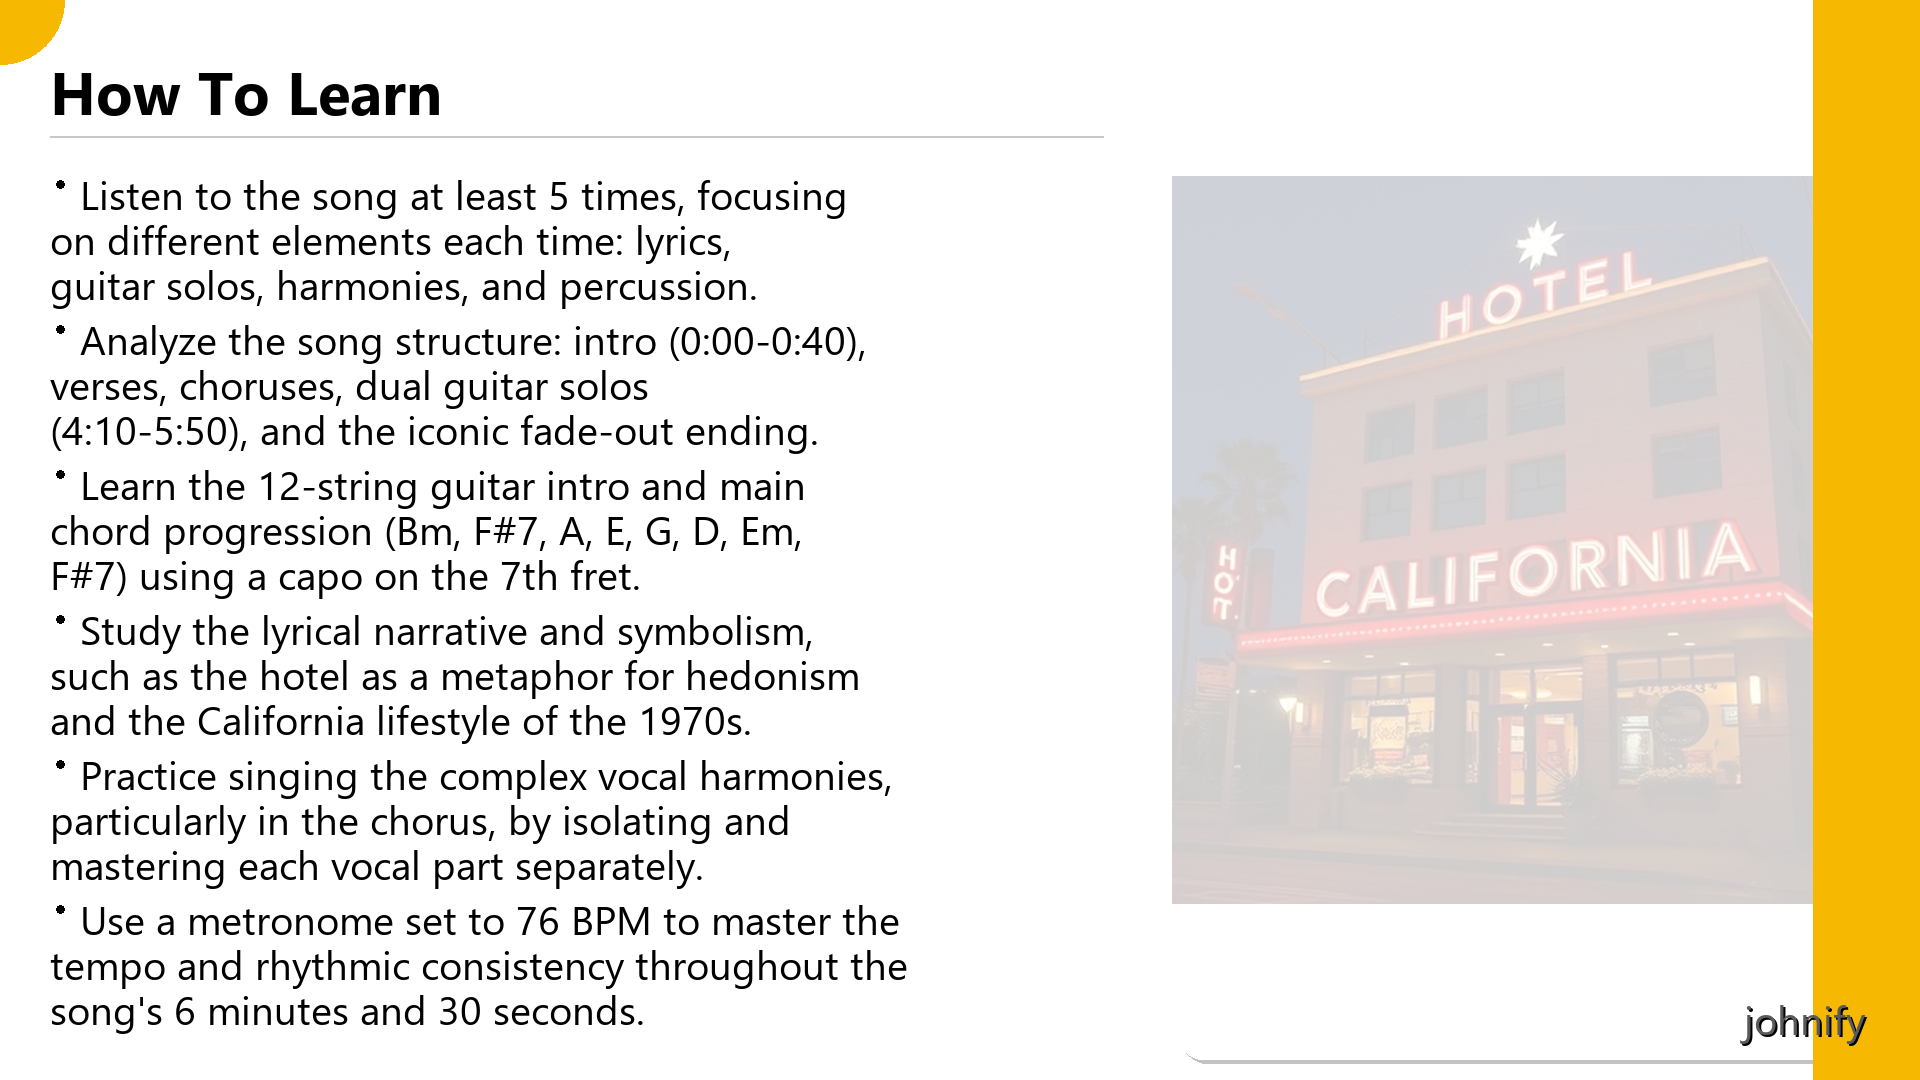 How To Learn
• Listen to the song at least 5 times, focusing
on different elements each time: lyrics,
guitar solos, harmonies, and percussion.
• Analyze the song structure: intro (0:00-0:40),
verses, choruses, dual guitar solos
(4:10-5:50), and the iconic fade-out ending.
• Learn the 12-string guitar intro and main
chord progression (Bm, F#7, A, E, G, D, Em,
F#7) using a capo on the 7th fret.
• Study the lyrical narrative and symbolism,
such as the hotel as a metaphor for hedonism
and the California lifestyle of the 1970s.
• Practice singing the complex vocal harmonies,
particularly in the chorus, by isolating and
mastering each vocal part separately.
• Use a metronome set to 76 BPM to master the
tempo and rhythmic consistency throughout the
song's 6 minutes and 30 seconds.
HOTEL
HOT
CALIFORNIA
johnify